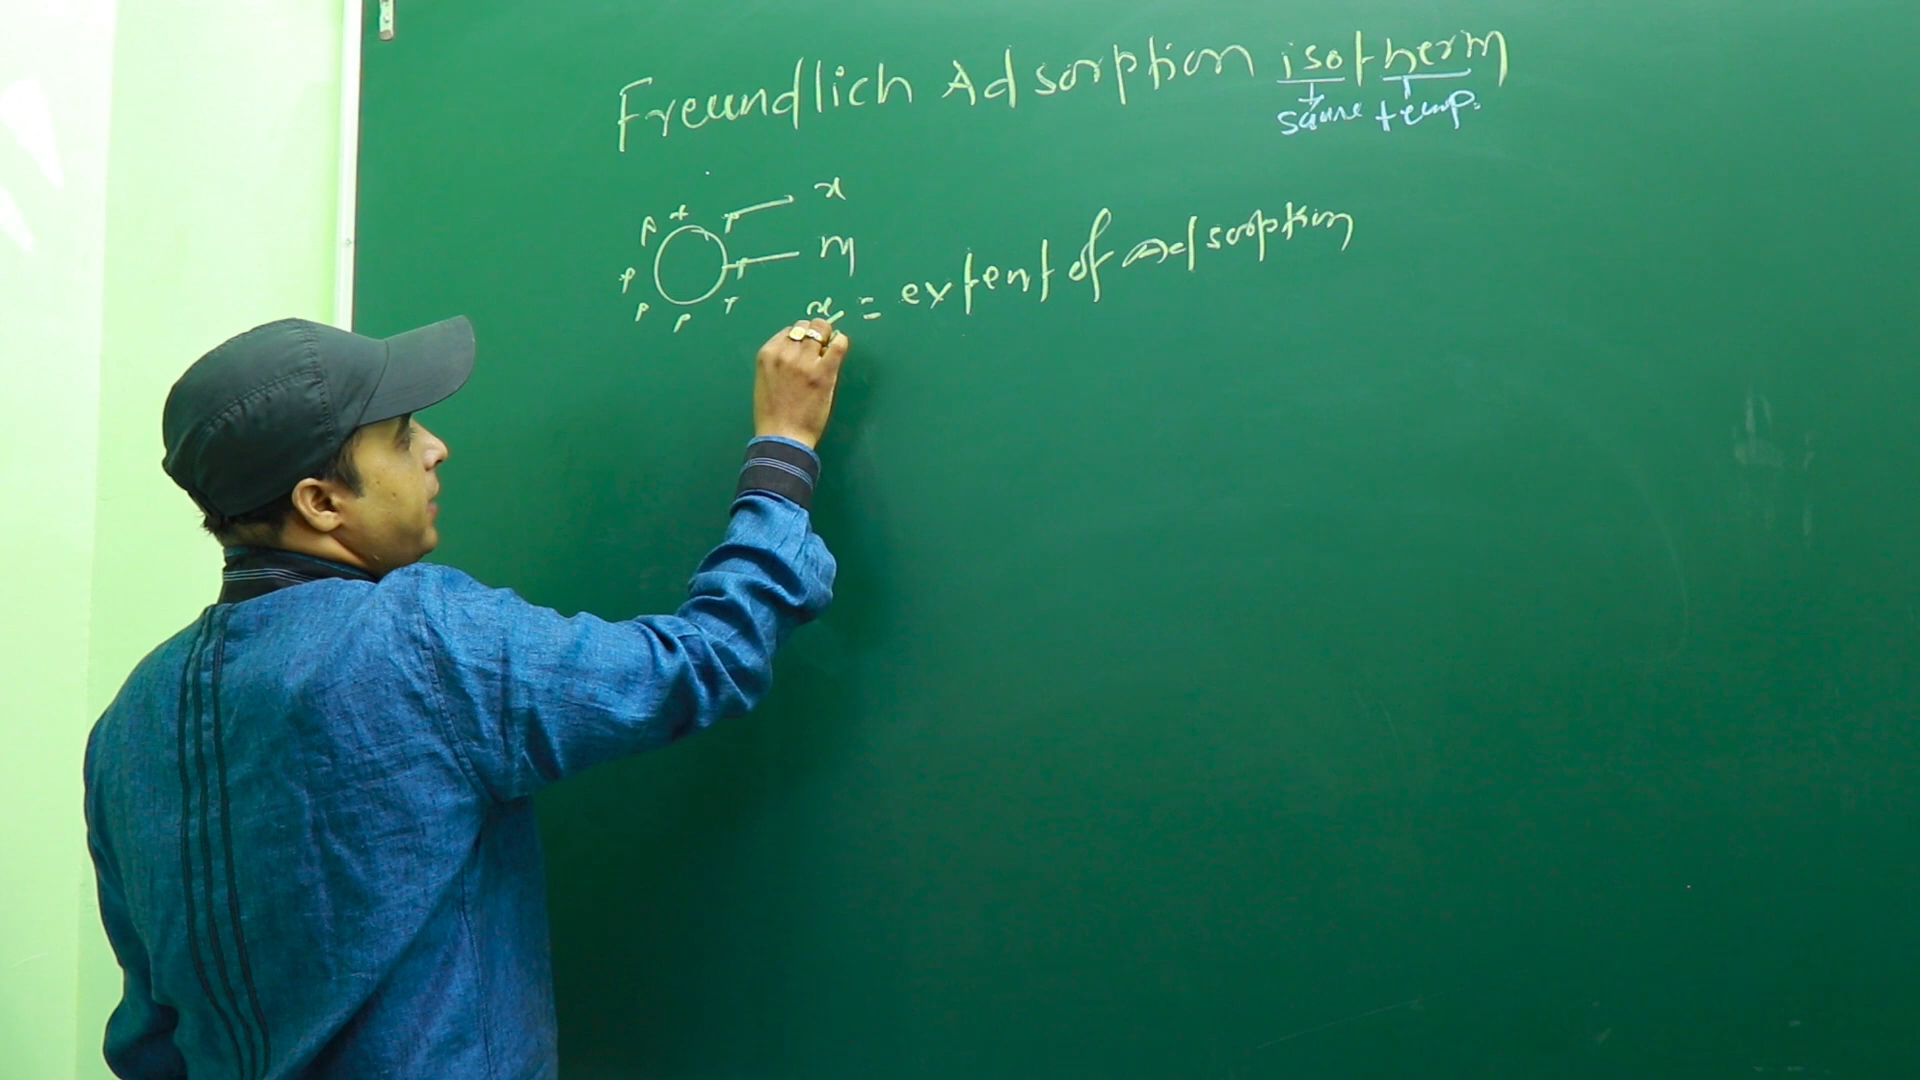 Freundlich Adsorption isotherm
same temp.
x
m
x = extent of Adsorption